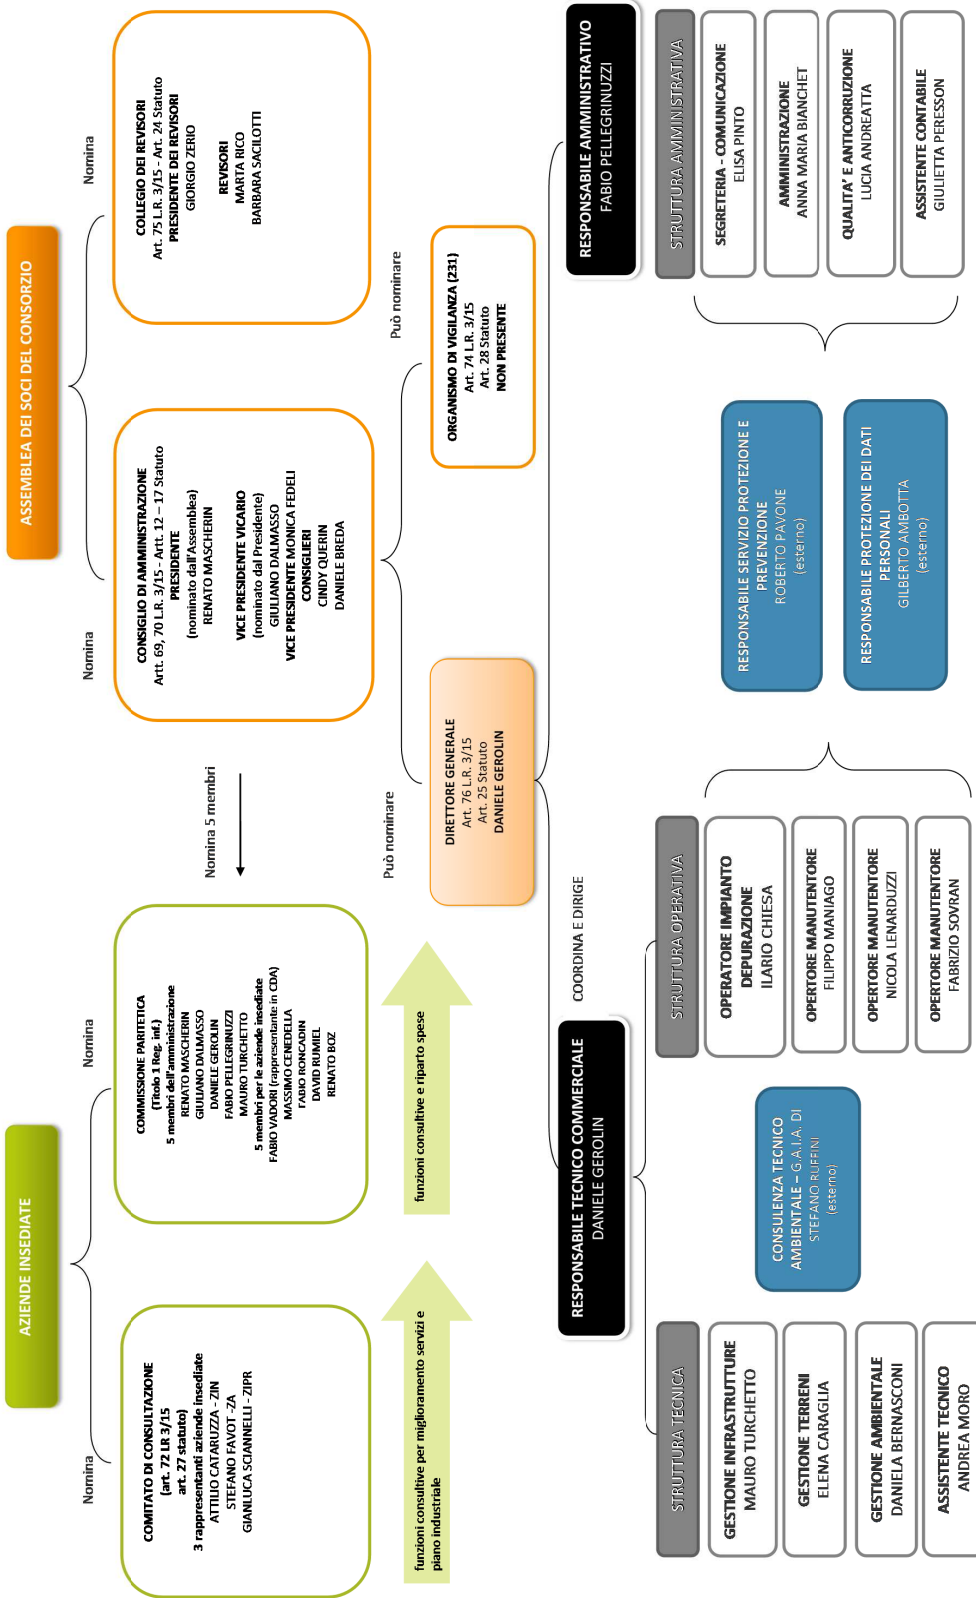 AZIENDE INSEDIATE
ASSEMBLEA DEI SOCI DEL CONSORZIO
Nomina
Nomina
Nomina
Nomina
COMITATO DI CONSULTAZIONE
(art. 72 LR 3/15
art. 27 statuto)
3 rappresentanti aziende insediate
ATTILIO CATARUZZA - ZIN
STEFANO FAVOT -ZA
GIANLUCA SCIANNELLI - ZIPR
COMMISSIONE PARITETICA
(Titolo 1 Reg. inf.)
5 membri dell'amministrazione
RENATO MASCHERIN
GIULIANO DALMASSO
DANIELE GEROLIN
FABIO PELLEGRINUZZI
MAURO TURCHETTO
5 membri per le aziende insediate
FABIO VADORI (rappresentante in CDA)
MASSIMO CENEDELLA
FABIO RONCADIN
DAVID RUMIEL
RENATO BOZ
Nomina 5 membri
CONSIGLIO DI AMMINISTRAZIONE
Artt. 69, 70 L.R. 3/15 - Artt. 12 – 17 Statuto
PRESIDENTE
(nominato dall'Assemblea)
RENATO MASCHERIN
VICE PRESIDENTE VICARIO
(nominato dal Presidente)
GIULIANO DALMASSO
VICE PRESIDENTE MONICA FEDELI
CONSIGLIERI
CINDY QUERIN
DANIELE BREDA
COLLEGIO DEI REVISORI
Art. 75 L.R. 3/15 - Art. 24 Statuto
PRESIDENTE DEI REVISORI
GIORGIO ZERIO
REVISORI
MARTA RICO
BARBARA SACILOTTI
funzioni consultive per miglioramento servizi e
piano industriale
funzioni consultive e riparto spese
Può nominare
Può nominare
DIRETTORE GENERALE
Art. 76 L.R. 3/15
Art. 25 Statuto
DANIELE GEROLIN
ORGANISMO DI VIGILANZA (231)
Art. 74 L.R. 3/15
Art. 28 Statuto
NON PRESENTE
COORDINA E DIRIGE
RESPONSABILE TECNICO COMMERCIALE
DANIELE GEROLIN
RESPONSABILE AMMINISTRATIVO
FABIO PELLEGRINUZZI
STRUTTURA TECNICA
GESTIONE INFRASTRUTTURE
MAURO TURCHETTO
GESTIONE TERRENI
ELENA CARAGLIA
GESTIONE AMBIENTALE
DANIELA BERNASCONI
ASSISTENTE TECNICO
ANDREA MORO
CONSULENZA TECNICO
AMBIENTALE – G.A.I.A. DI
STEFANO RUFFINI
(esterno)
STRUTTURA OPERATIVA
OPERATORE IMPIANTO
DEPURAZIONE
ILARIO CHIESA
OPERTORE MANUTENTORE
FILIPPO MANIAGO
OPERTORE MANUTENTORE
NICOLA LENARDUZZI
OPERTORE MANUTENTORE
FABRIZIO SOVRAN
RESPONSABILE SERVIZIO PROTEZIONE E
PREVENZIONE
ROBERTO PAVONE
(esterno)
RESPONSABILE PROTEZIONE DEI DATI
PERSONALI
GILBERTO AMBOTTA
(esterno)
STRUTTURA AMMINISTRATIVA
SEGRETERIA - COMUNICAZIONE
ELISA PINTO
AMMINISTRAZIONE
ANNA MARIA BIANCHET
QUALITA' E ANTICORRUZIONE
LUCIA ANDREATTA
ASSISTENTE CONTABILE
GIULIETTA PERESSON